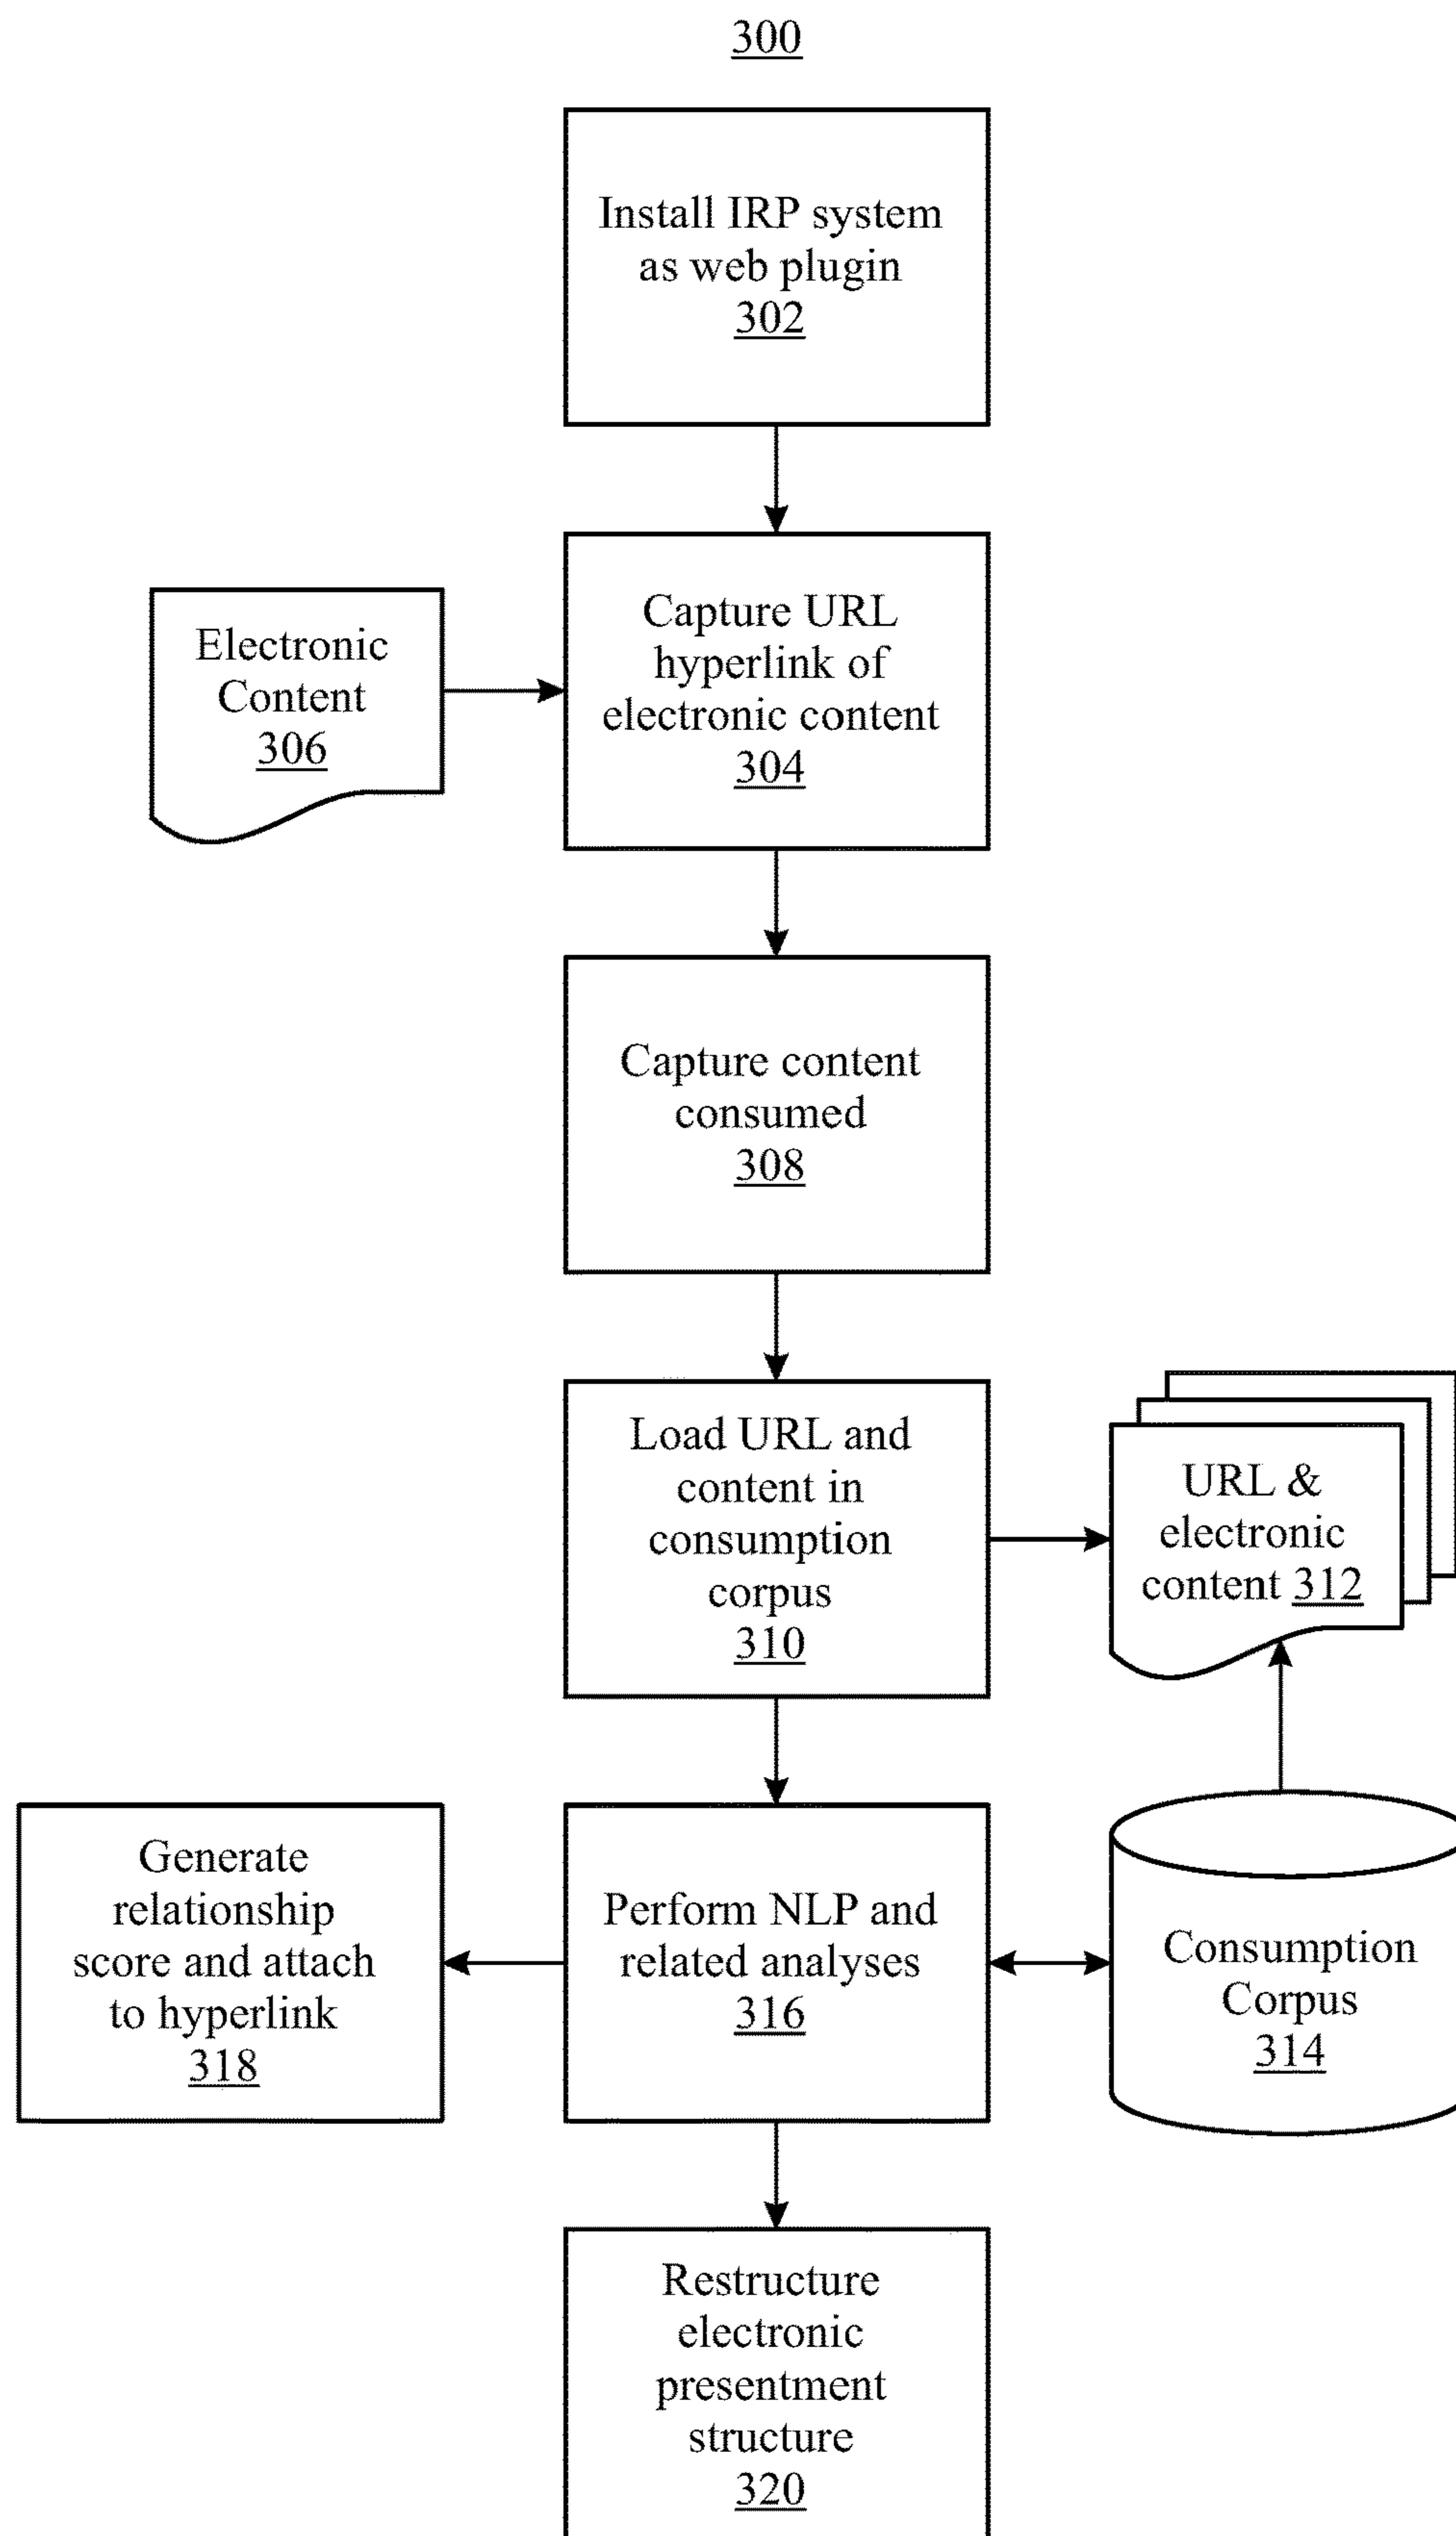 300
Install IRP system
as web plugin
302
Electronic
Content
306
Capture URL
hyperlink of
electronic content
304
Capture content
consumed
308
Load URL and
content in
consumption
corpus
310
URL &
electronic
content 312
Generate
relationship
score and attach
to hyperlink
318
Perform NLP and
related analyses
316
Consumption
Corpus
314
Restructure
electronic
presentment
structure
320